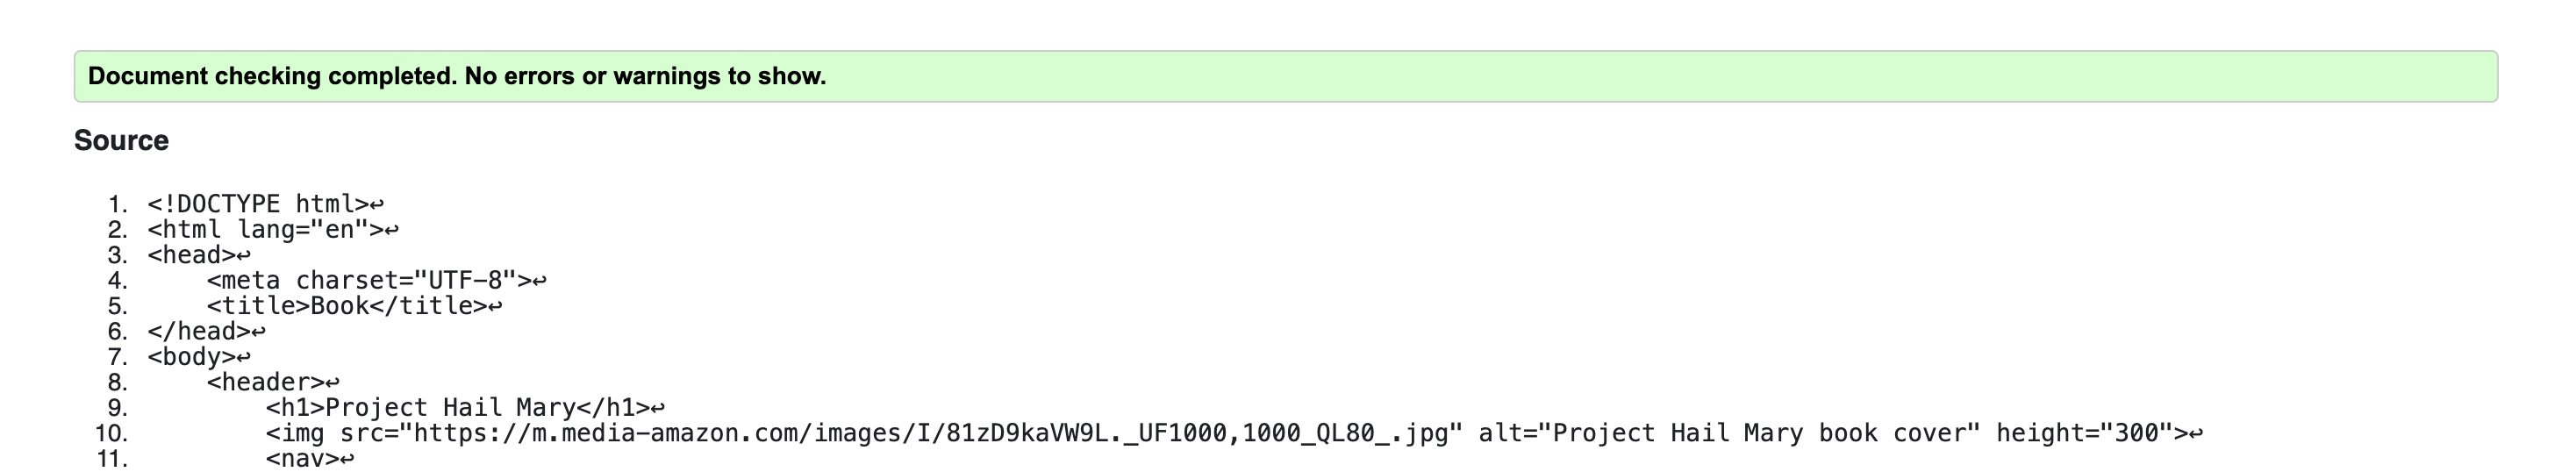 Document checking completed. No errors or warnings to show.
Source
1. <!DOCTYPE html>↩
2. <html lang="en">↩
3. <head>↩
4.     <meta charset="UTF-8">↩
5.     <title>Book</title>↩
6. </head>↩
7. <body>↩
8.     <header>↩
9.         <h1>Project Hail Mary</h1>↩
10.         <img src="https://m.media-amazon.com/images/I/81zD9kaVW9L._UF1000,1000_QL80_.jpg" alt="Project Hail Mary book cover" height="300">↩
11.         <nav>↩